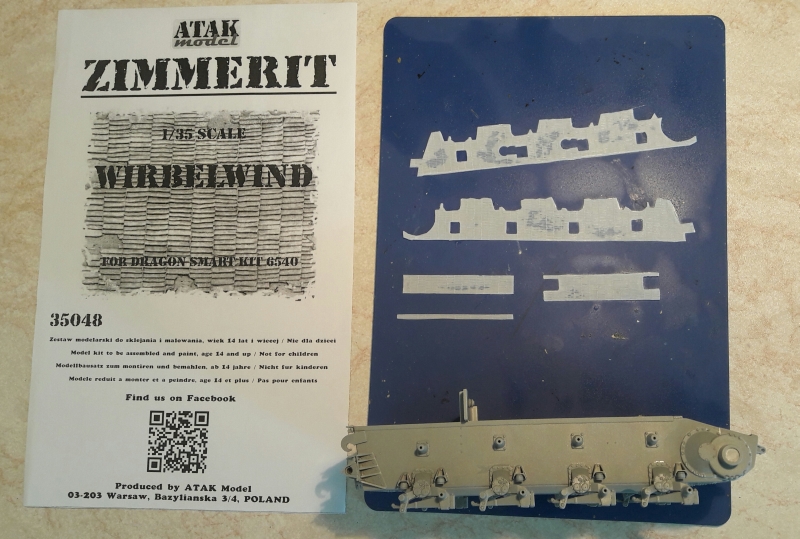 ATAK
model
ZIMMERIT
1/35 SCALE
WIRBELWIND
FOR DRAGON SMART KIT 6540
35048
Zestaw modelarski do sklejania i malowania, wiek 14 lat i wiecej / Nie dla dzieci
Model kit to be assembled and paint, age 14 and up / Not for children
Modellbausatz zum montiren und bemahlen, ab 14 jahre / Nicht fur kinderen
Modele reduit a monter et a peindre, age 14 et plus / Pas pour enfants
Find us on Facebook
Produced by ATAK Model
03-203 Warsaw, Bazylianska 3/4, POLAND